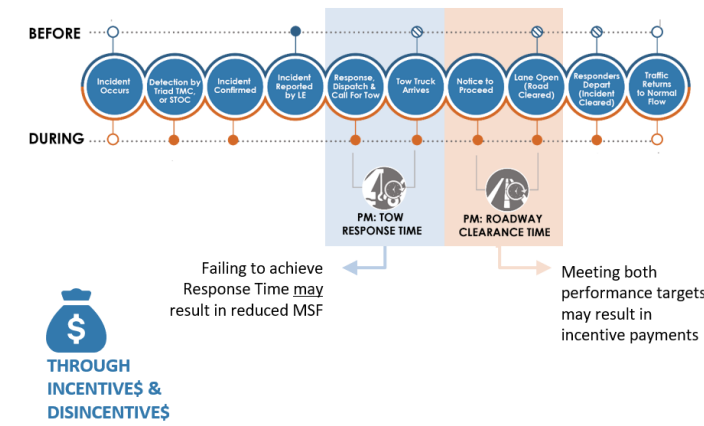 BEFORE
Incident
Occurs
Detection by
Triad TMC,
or STOC
Incident
Confirmed
Incident
Reported
by LE
Response,
Dispatch &
Call For Tow
Tow Truck
Arrives
Notice to
Proceed
Lane Open
(Road
Cleared)
Responders
Depart
(Incident
Cleared)
Traffic
Returns
to Normal
Flow
DURING
PM: TOW
RESPONSE TIME
PM: ROADWAY
CLEARANCE TIME
Failing to achieve
Response Time may
result in reduced MSF
Meeting both
performance targets
may result in
incentive payments
$
THROUGH
INCENTIVE$ &
DISINCENTIVE$